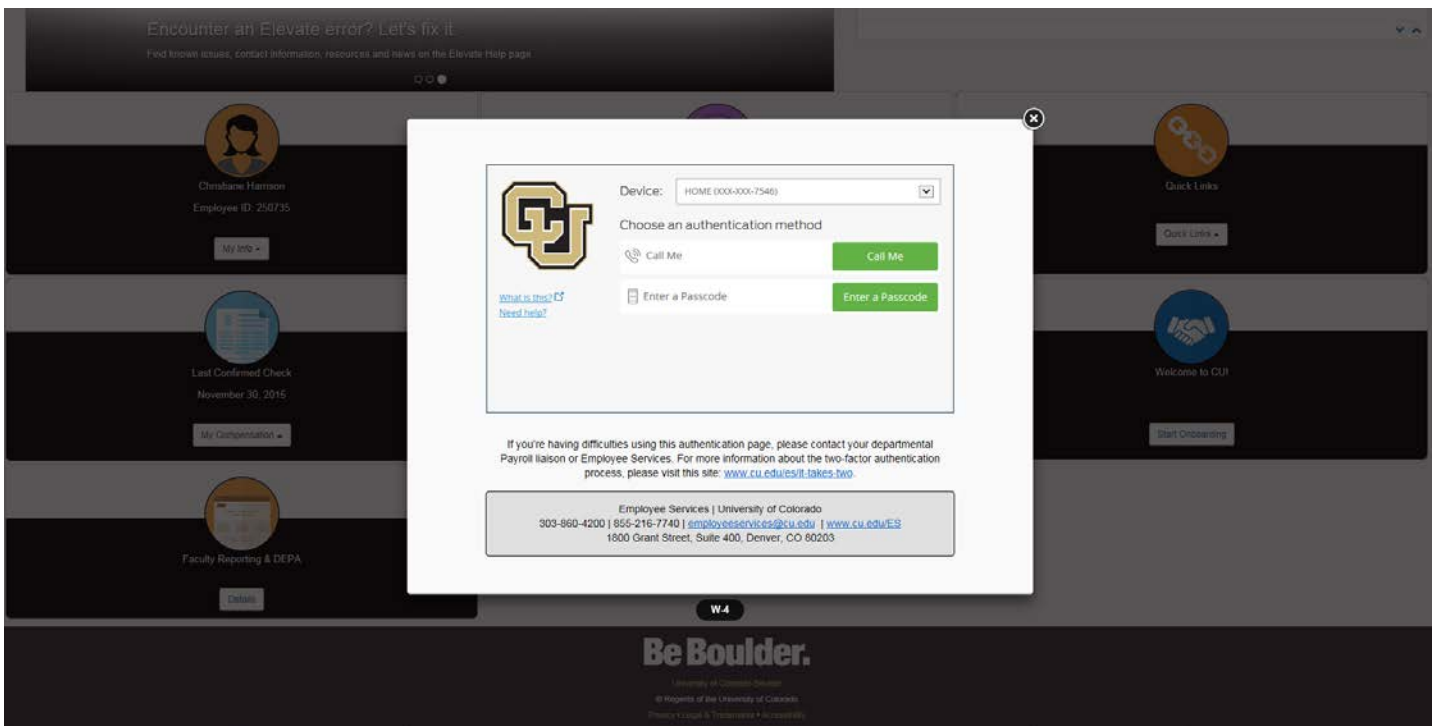 Encounter an Elevate error? Let's fix it.
Find known issues, contact information, resources and news on the Elevate Help page
Christiane Harrison
Employee ID: 250735
My Info
Quick Links
Quick Links
Last Confirmed Check
November 30, 2015
My Compensation
Welcome to CU!
Start Onboarding
Faculty Reporting & DEPA
Details
CU
What is this?
Need help?
Device: HOME (XXX-XXX-7546)
Choose an authentication method
Call Me Call Me
Enter a Passcode Enter a Passcode
If you're having difficulties using this authentication page, please contact your departmental
Payroll liaison or Employee Services. For more information about the two-factor authentication
process, please visit this site: www.cu.edu/es/it-takes-two.
Employee Services | University of Colorado
303-860-4200 | 855-216-7740 | employeeservices@cu.edu | www.cu.edu/ES
1800 Grant Street, Suite 400, Denver, CO 80203
W-4
Be Boulder.
University of Colorado Boulder
© Regents of the University of Colorado
Privacy • Legal & Trademarks • Accessibility